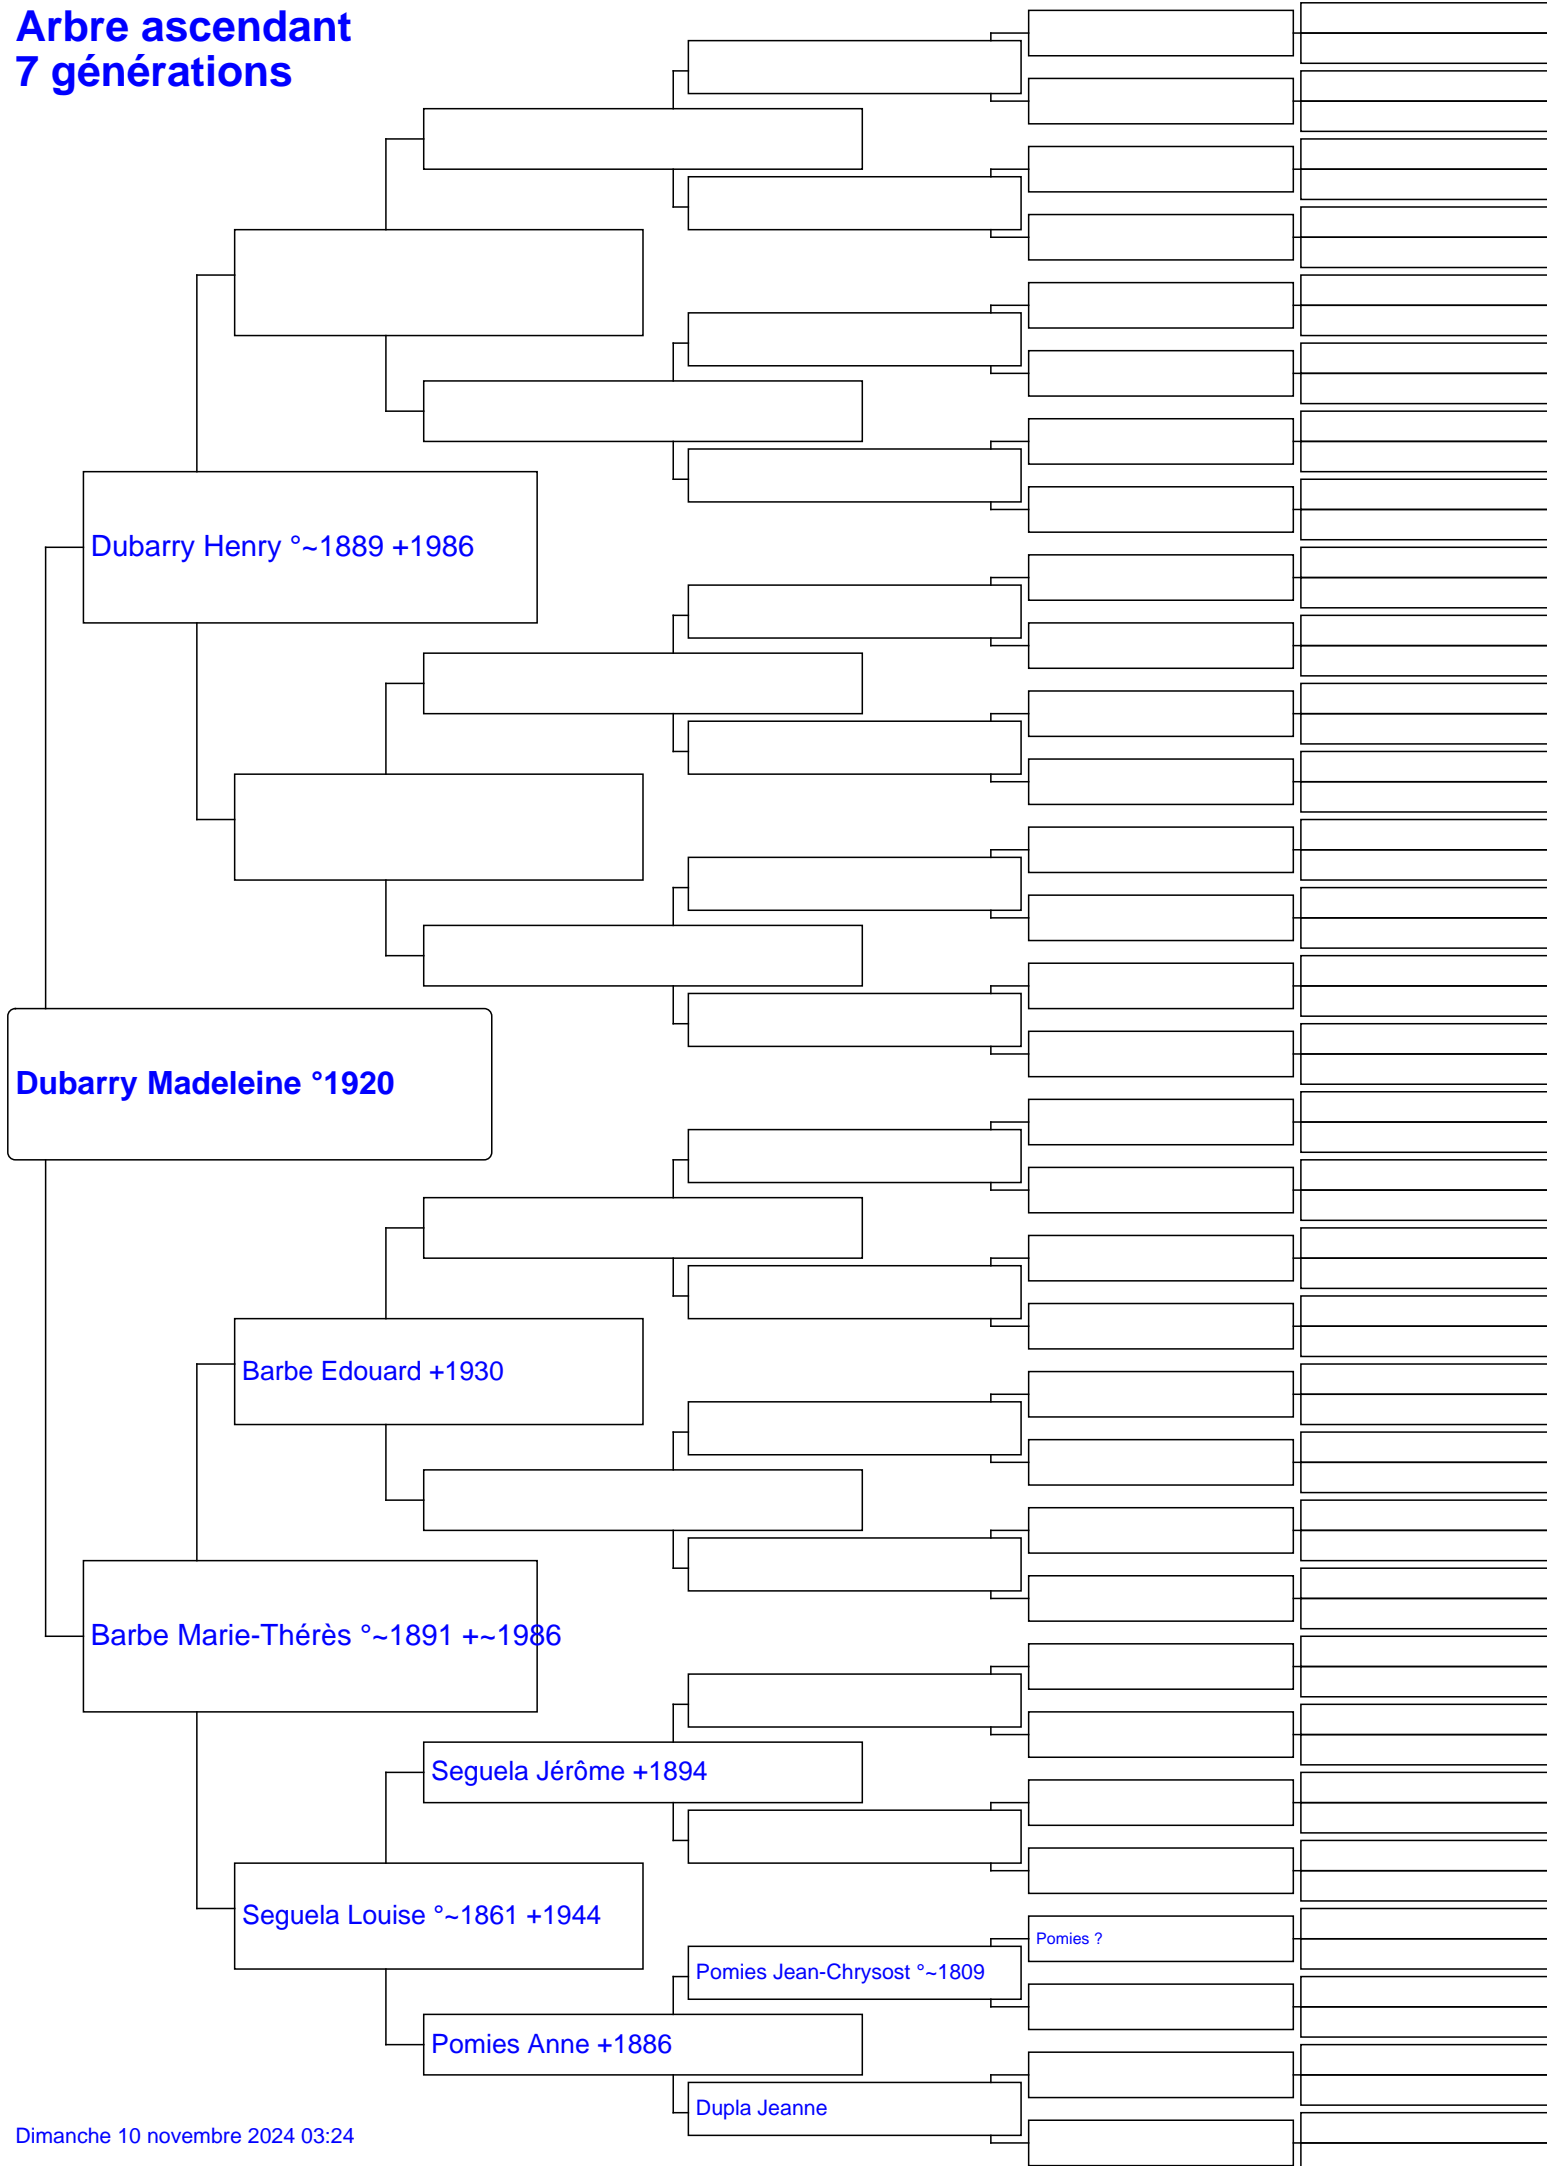 Arbre ascendant
7 générations
Dubarry Henry °~1889 +1986
Dubarry Madeleine °1920
Barbe Edouard +1930
Barbe Marie-Thérès °~1891 +~1986
Seguela Jérôme +1894
Seguela Louise °~1861 +1944
Pomies ?
Pomies Jean-Chrysost °~1809
Pomies Anne +1886
Dupla Jeanne
Dimanche 10 novembre 2024 03:24